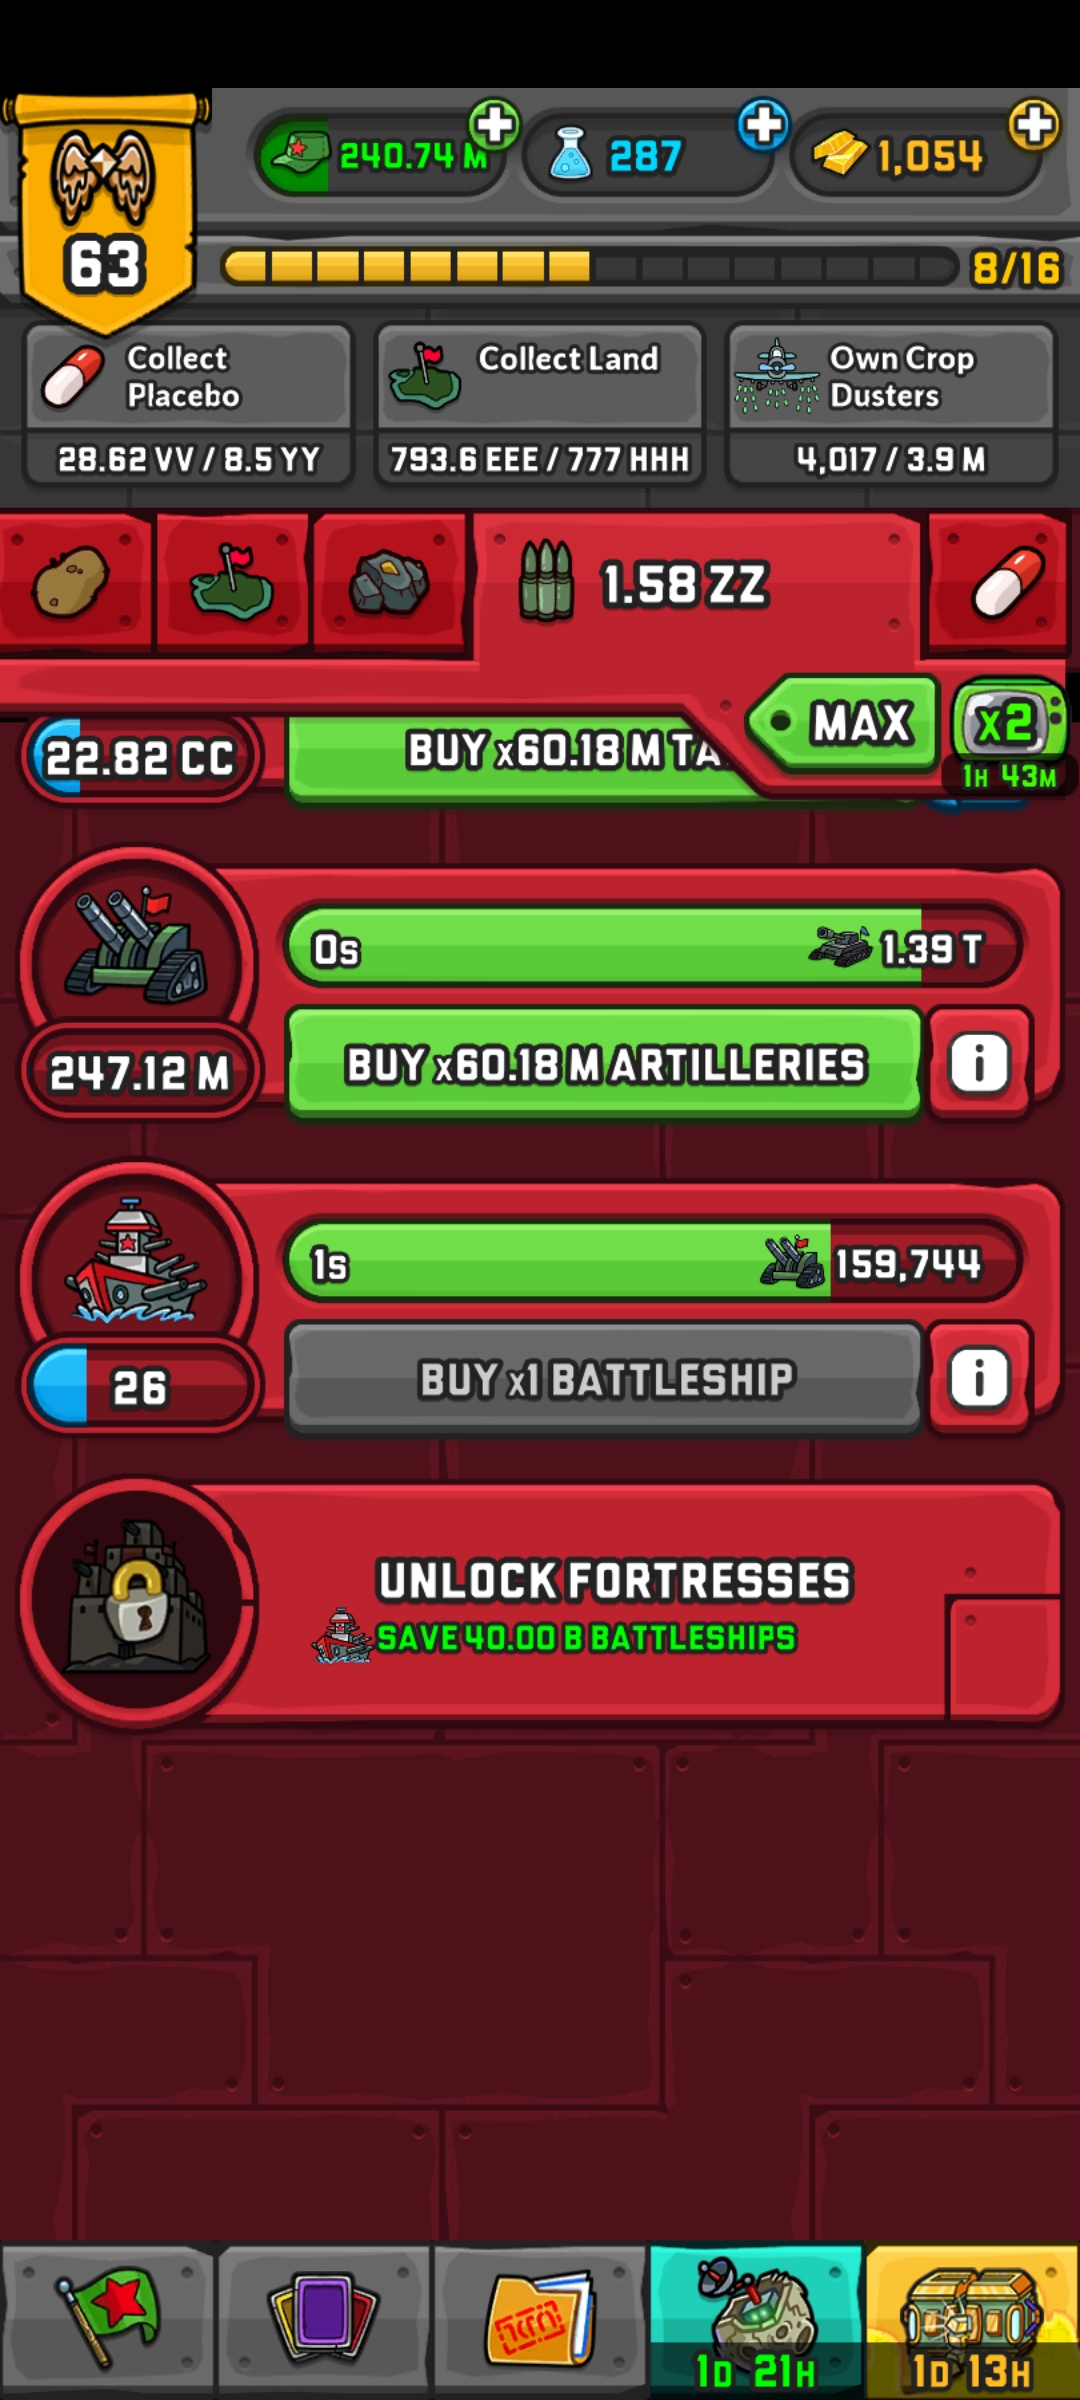 240.74 M
287
1,054
63
8/16
Collect
Placebo
Collect Land
Own Crop
Dusters
28.62 VV / 8.5 YY
793.6 EEE / 777 HHH
4,017 / 3.9 M
1.58 ZZ
MAX
x2
1H 43M
22.82 CC
BUY x60.18 M TA
0s
1.39 T
247.12 M
BUY x60.18 M ARTILLERIES
i
1s
159,744
26
BUY x1 BATTLESHIP
i
UNLOCK FORTRESSES
SAVE 40.00 B BATTLESHIPS
1D 21H
1D 13H